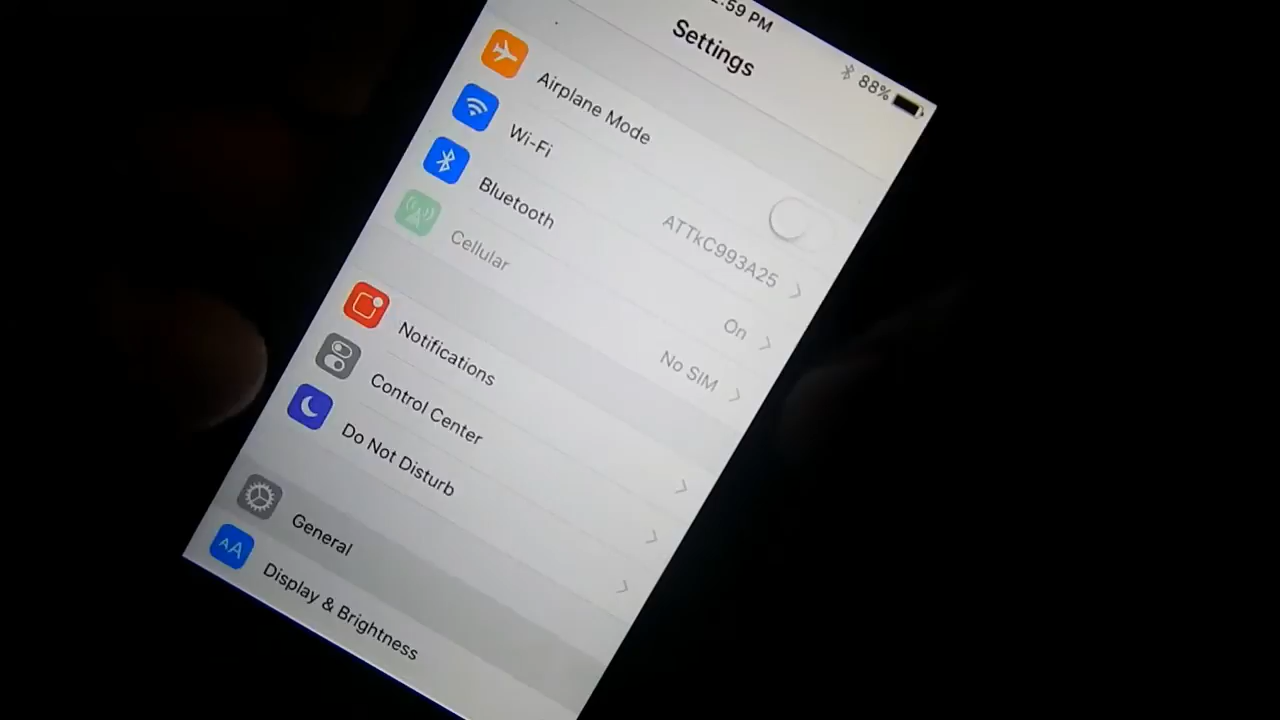 :59 PM
88%
Settings
Airplane Mode
Wi-Fi ATTkC993A25
Bluetooth On
Cellular No SIM
Notifications
Control Center
Do Not Disturb
General
AA Display & Brightness